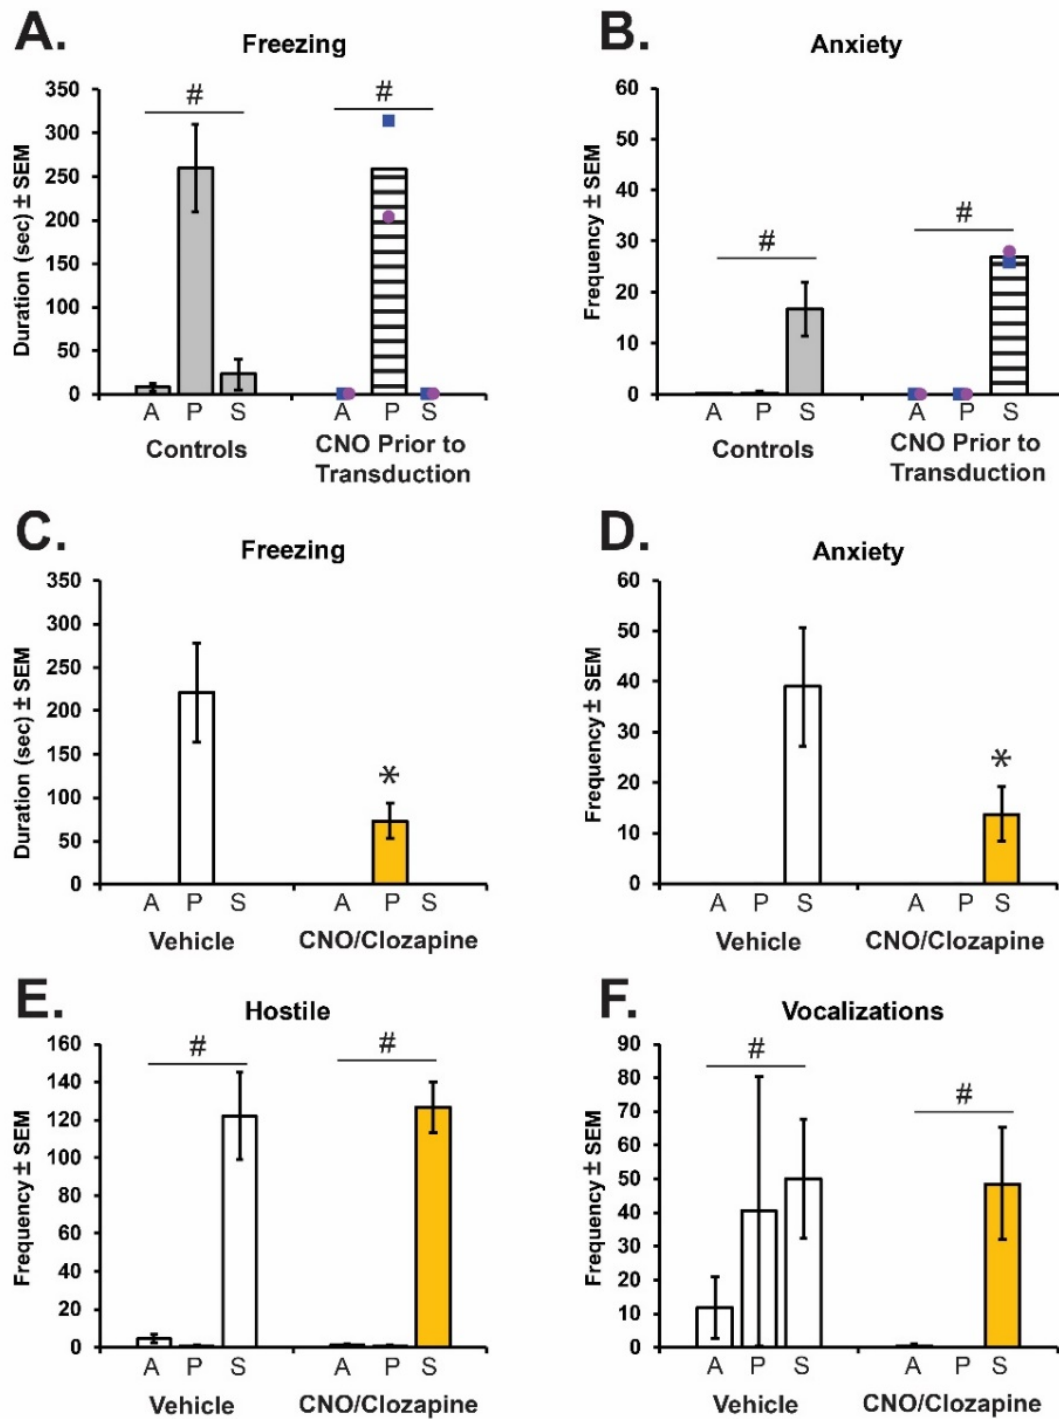 A.
Freezing
Duration (sec) ± SEM
350
300
250
200
150
100
50
0
#
#
A P S
A P S
Controls
CNO Prior to
Transduction
B.
Anxiety
Frequency ± SEM
60
50
40
30
20
10
0
#
#
A P S
A P S
Controls
CNO Prior to
Transduction
C.
Freezing
Duration (sec) ± SEM
350
300
250
200
150
100
50
0
*
A P S
A P S
Vehicle
CNO/Clozapine
D.
Anxiety
Frequency ± SEM
60
50
40
30
20
10
0
*
A P S
A P S
Vehicle
CNO/Clozapine
E.
Hostile
Frequency ± SEM
160
140
120
100
80
60
40
20
0
#
#
A P S
A P S
Vehicle
CNO/Clozapine
F.
Vocalizations
Frequency ± SEM
90
80
70
60
50
40
30
20
10
0
#
#
A P S
A P S
Vehicle
CNO/Clozapine